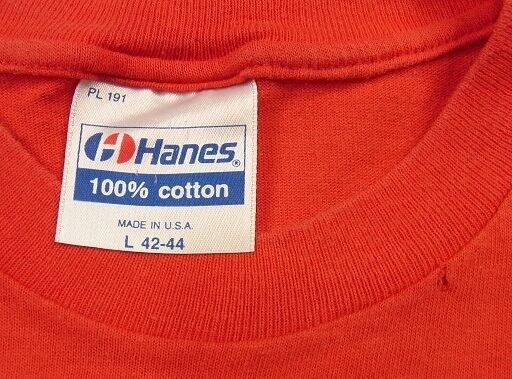 PL 191
Hanes®
100% cotton
MADE IN U.S.A.
L 42-44